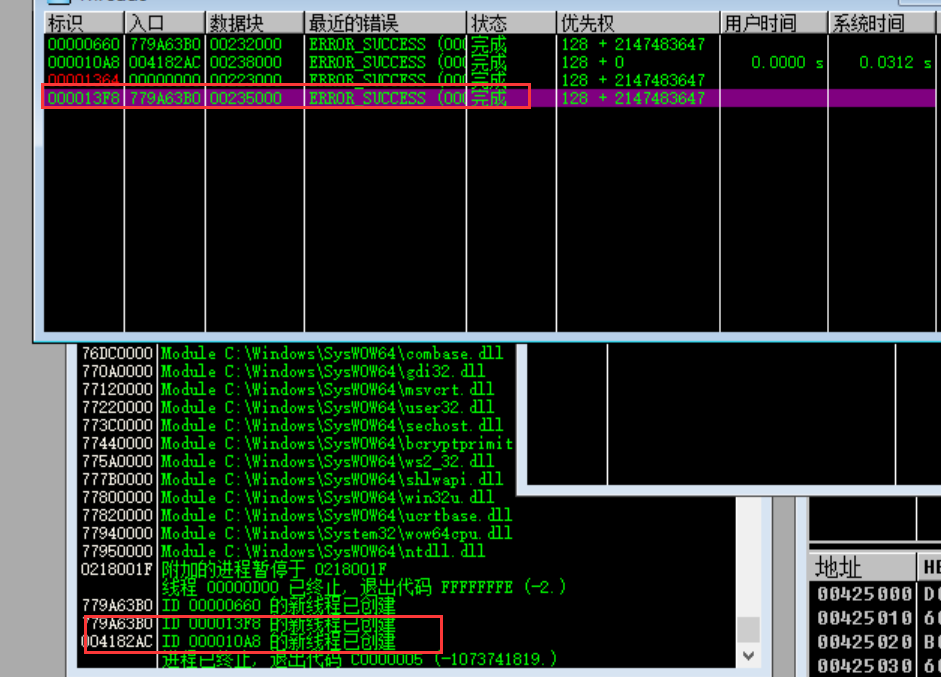 标识 入口 数据块 最近的错误 状态 优先权 用户时间 系统时间
00000660 779A63B0 00232000 ERROR_SUCCESS (000 完成 128 + 2147483647
000010A8 004182AC 00238000 ERROR_SUCCESS (000 完成 128 + 0 0.0000 s 0.0312 s
00001364 00000000 00223000 ERROR_SUCCESS (000 完成 128 + 2147483647
000013F8 779A63B0 00235000 ERROR_SUCCESS (000 完成 128 + 2147483647
76DC0000 Module C:\Windows\SysWOW64\combase.dll
770A0000 Module C:\Windows\SysWOW64\gdi32.dll
77120000 Module C:\Windows\SysWOW64\msvcrt.dll
77220000 Module C:\Windows\SysWOW64\user32.dll
773C0000 Module C:\Windows\SysWOW64\sechost.dll
77440000 Module C:\Windows\SysWOW64\bcryptprimit
775A0000 Module C:\Windows\SysWOW64\ws2_32.dll
777B0000 Module C:\Windows\SysWOW64\shlwapi.dll
77800000 Module C:\Windows\SysWOW64\win32u.dll
77820000 Module C:\Windows\SysWOW64\ucrtbase.dll
77940000 Module C:\Windows\System32\wow64cpu.dll
77950000 Module C:\Windows\SysWOW64\ntdll.dll
0218001F 附加的进程暂停于 0218001F
线程 00000D00 已终止, 退出代码 FFFFFFFE (-2.)
779A63B0 ID 00000660 的新线程已创建
779A63B0 ID 000013F8 的新线程已创建
004182AC ID 000010A8 的新线程已创建
进程已终止, 退出代码 C0000005 (-1073741819.)
地址 HE
00425000 D0
00425010 60
00425020 B0
00425030 60